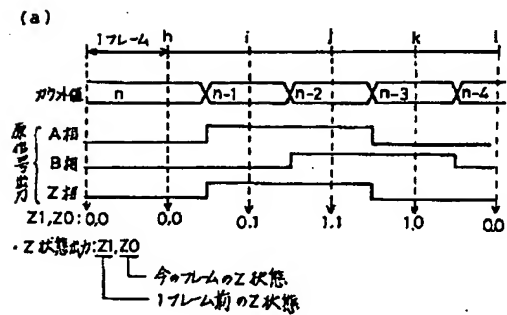 (a)
1フレーム h i j k l
カウント値 n n-1 n-2 n-3 n-4
原信号出力
A相
B相
Z相
Z1,Z0: 0,0 0,0 0,1 1,1 1,0 0,0
・Z状態出力:Z1,Z0
今のフレームのZ状態
1フレーム前のZ状態